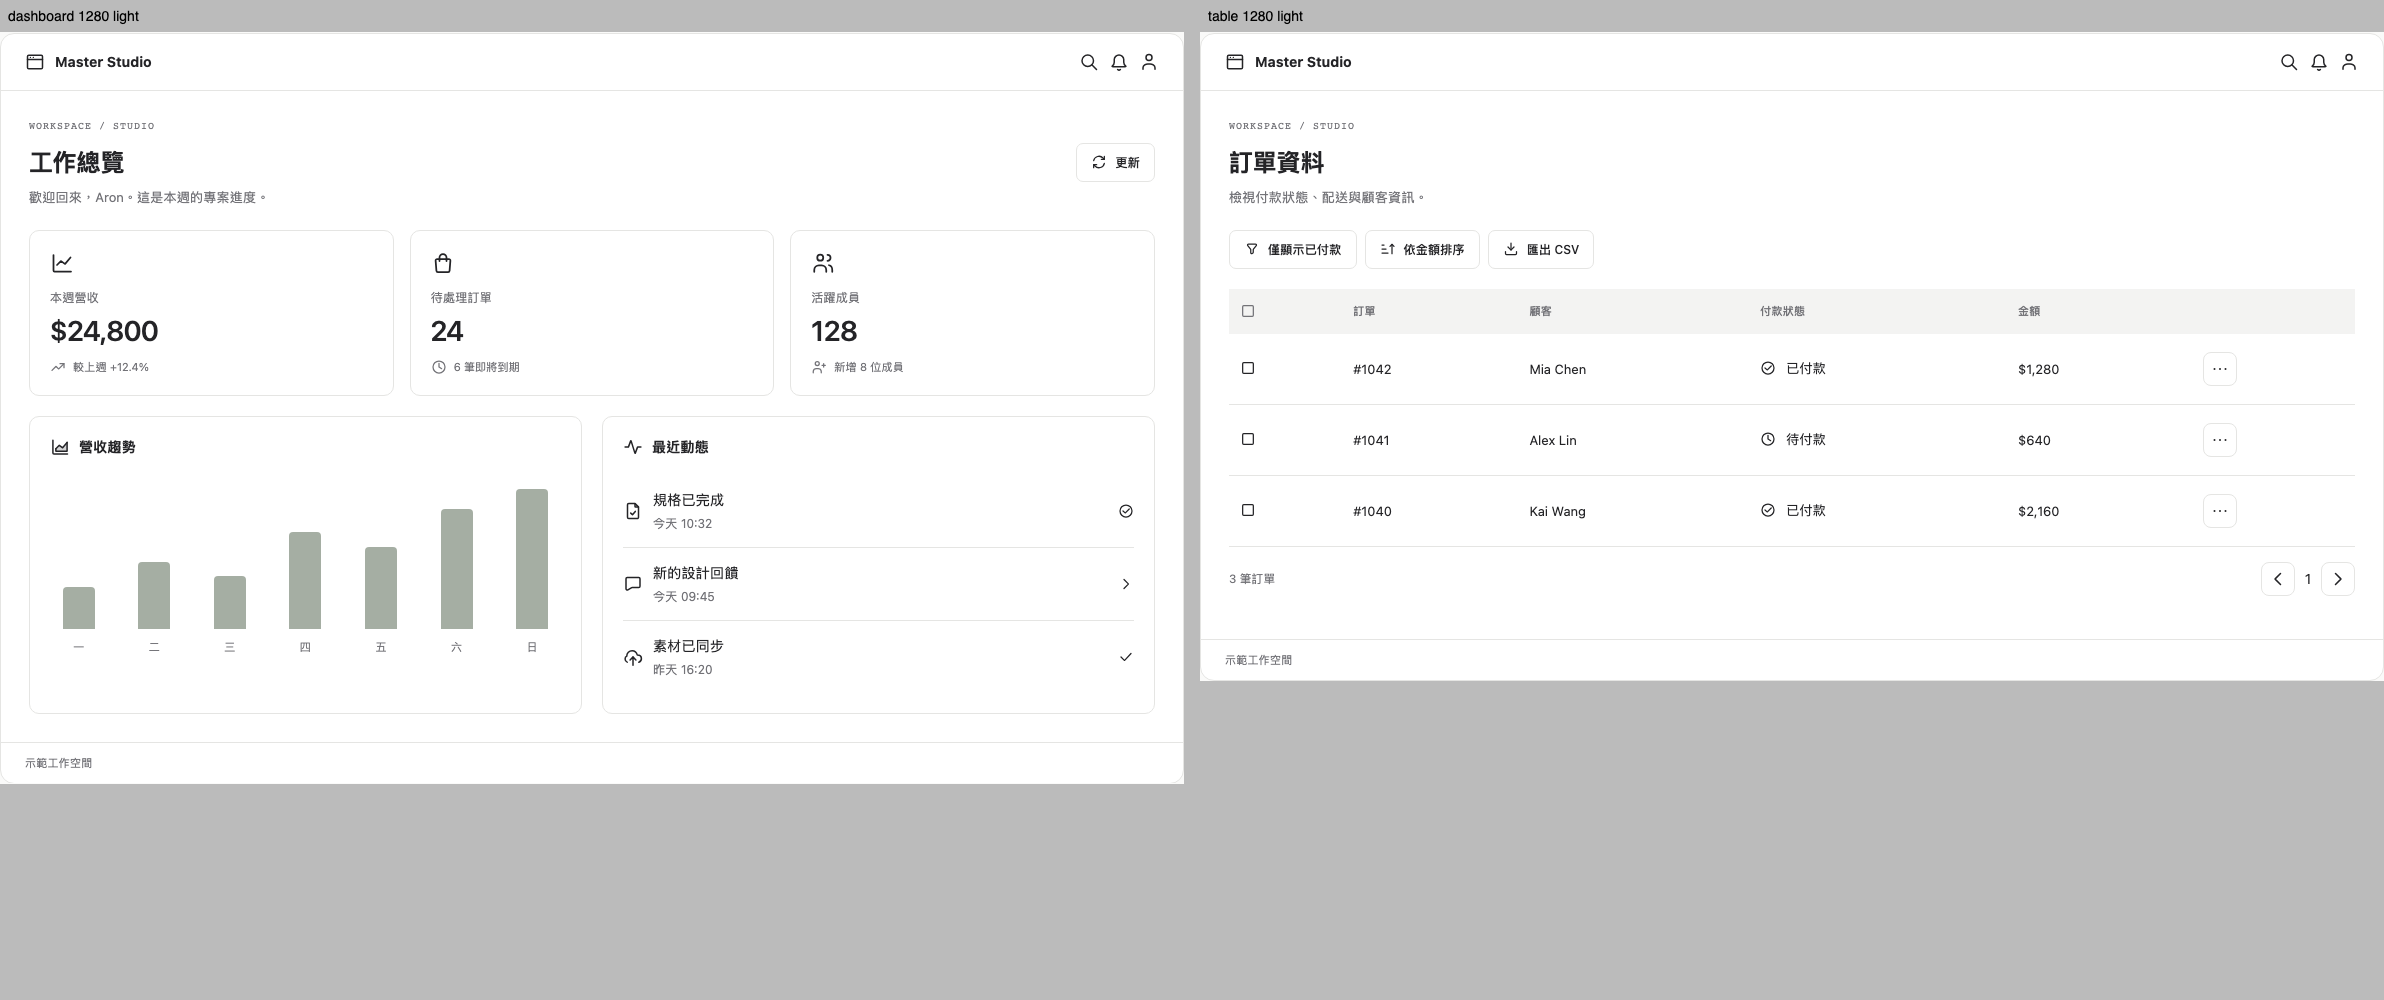 dashboard 1280 light
Master Studio
WORKSPACE / STUDIO
工作總覽
更新
歡迎回來，Aron。這是本週的專案進度。
本週營收
$24,800
較上週 +12.4%
待處理訂單
24
6 筆即將到期
活躍成員
128
新增 8 位成員
營收趨勢
一 二 三 四 五 六 日
最近動態
規格已完成
今天 10:32
新的設計回饋
今天 09:45
素材已同步
昨天 16:20
示範工作空間
table 1280 light
Master Studio
WORKSPACE / STUDIO
訂單資料
檢視付款狀態、配送與顧客資訊。
僅顯示已付款 依金額排序 匯出 CSV
訂單 顧客 付款狀態 金額
#1042 Mia Chen 已付款 $1,280
#1041 Alex Lin 待付款 $640
#1040 Kai Wang 已付款 $2,160
3 筆訂單 1
示範工作空間